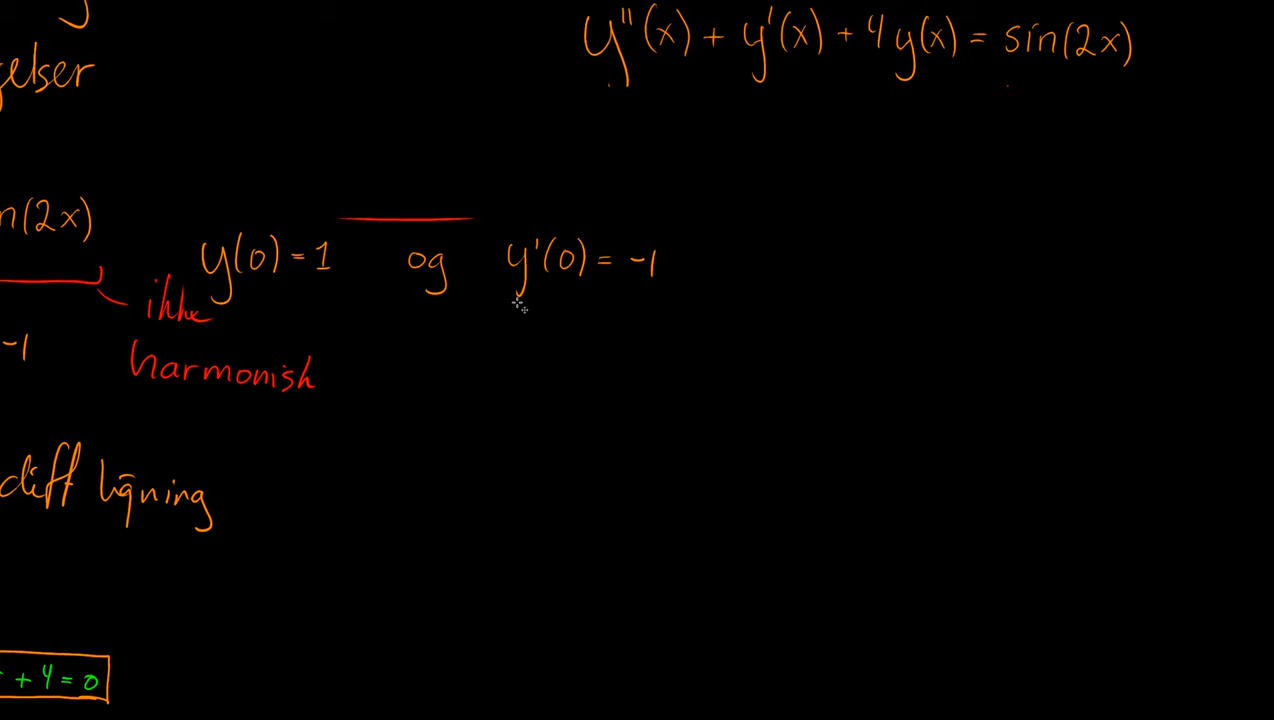 gelser
y''(x) + y'(x) + 4y(x) = sin(2x)
n(2x)
y(0) = 1 og y'(0) = -1
ikke
harmonisk
-1
diff ligning
+ 4 = 0